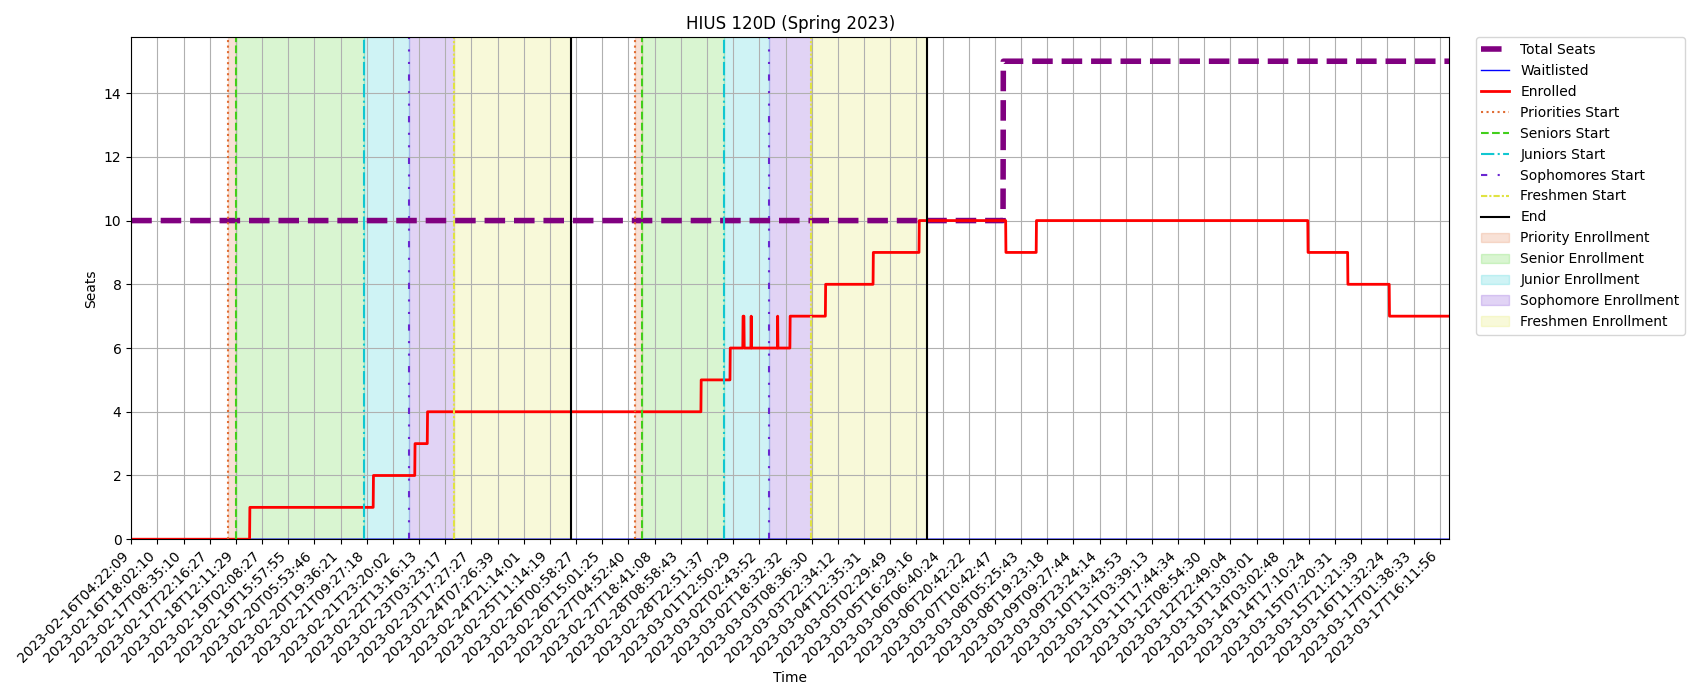 HIUS 120D (Spring 2023)
Total Seats
Waitlisted
Enrolled
Priorities Start
Seniors Start
Juniors Start
Sophomores Start
Freshmen Start
End
Priority Enrollment
Senior Enrollment
Junior Enrollment
Sophomore Enrollment
Freshmen Enrollment
Seats
14
12
10
8
6
4
2
0
2023-02-16T04:22:09
2023-02-16T18:02:10
2023-02-17T08:35:10
2023-02-17T22:16:27
2023-02-18T12:11:29
2023-02-19T02:08:27
2023-02-19T15:57:55
2023-02-20T05:53:46
2023-02-20T19:36:21
2023-02-21T09:27:18
2023-02-21T23:20:02
2023-02-22T13:16:13
2023-02-23T03:23:17
2023-02-23T17:27:27
2023-02-24T07:26:39
2023-02-24T21:14:01
2023-02-25T11:14:19
2023-02-26T00:58:27
2023-02-26T15:01:25
2023-02-27T04:52:40
2023-02-27T18:41:08
2023-02-28T08:58:43
2023-02-28T22:51:37
2023-03-01T12:50:29
2023-03-02T02:43:52
2023-03-02T18:32:32
2023-03-03T08:36:30
2023-03-03T22:34:12
2023-03-04T12:35:31
2023-03-05T02:29:49
2023-03-05T16:29:16
2023-03-06T06:40:24
2023-03-06T20:42:22
2023-03-07T10:42:47
2023-03-08T05:25:43
2023-03-08T19:23:18
2023-03-09T09:27:44
2023-03-09T23:24:14
2023-03-10T13:43:53
2023-03-11T03:39:13
2023-03-11T17:44:34
2023-03-12T08:54:30
2023-03-12T22:49:04
2023-03-13T13:03:01
2023-03-14T03:02:48
2023-03-14T17:10:24
2023-03-15T07:20:31
2023-03-15T21:21:39
2023-03-16T11:32:24
2023-03-17T01:38:33
2023-03-17T16:11:56
Time